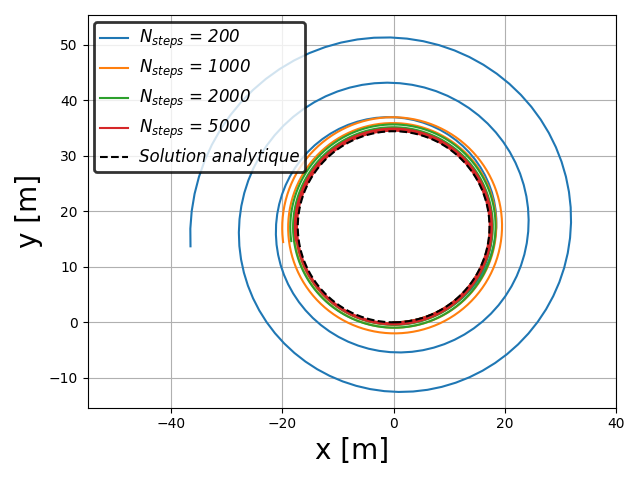 N_steps = 200
N_steps = 1000
N_steps = 2000
N_steps = 5000
Solution analytique
50
40
30
20
10
0
−10
y [m]
−40 −20 0 20 40
x [m]